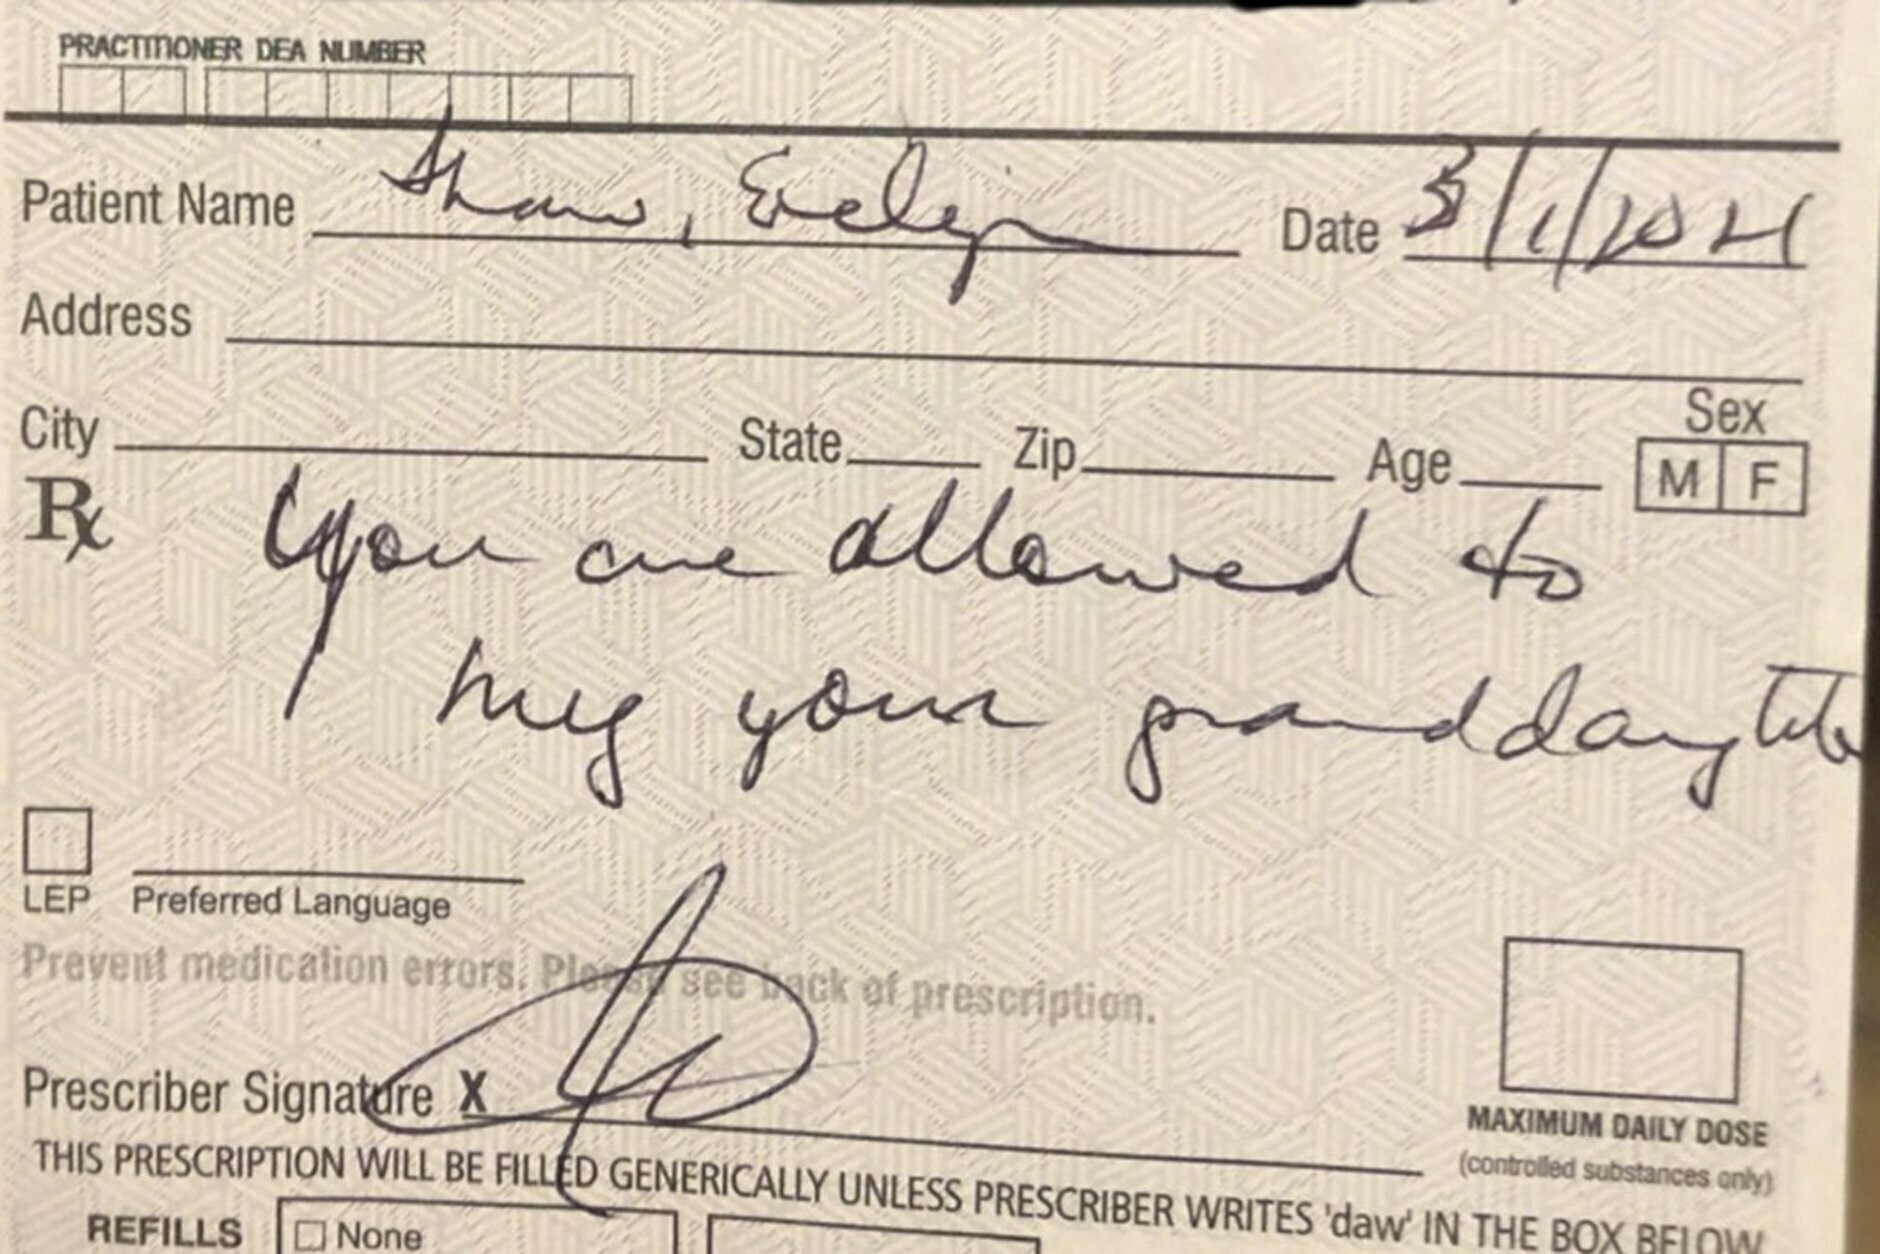 PRACTITIONER DEA NUMBER
Patient Name Shaw, Evelyn Date 3/1/2021
Address
City State Zip Age Sex
M F
Rx You are allowed to
hug your granddaughter
LEP Preferred Language
Prevent medication errors. Please see back of prescription.
Prescriber Signature X
MAXIMUM DAILY DOSE
(controlled substances only)
THIS PRESCRIPTION WILL BE FILLED GENERICALLY UNLESS PRESCRIBER WRITES 'daw' IN THE BOX BELOW
REFILLS None